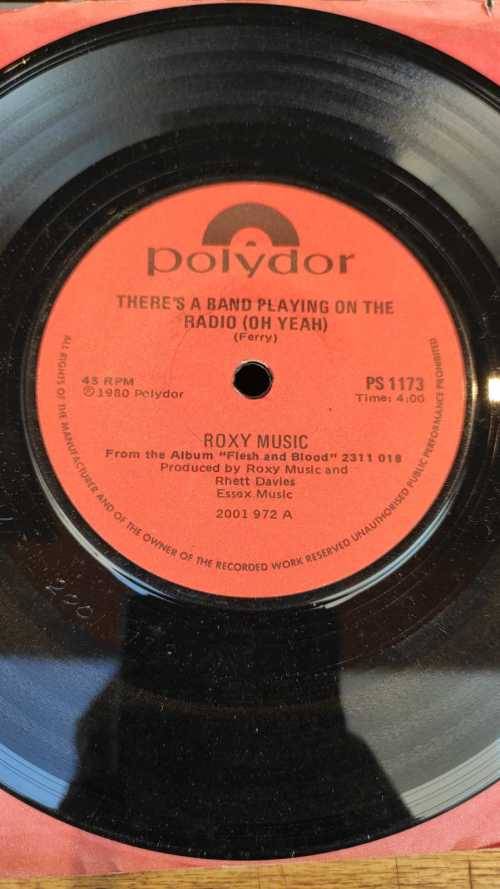 polydor
THERE'S A BAND PLAYING ON THE
RADIO (OH YEAH)
(Ferry)
45 RPM
℗1980 Polydor
PS 1173
Time: 4:00
ROXY MUSIC
From the Album "Flesh and Blood" 2311 018
Produced by Roxy Music and
Rhett Davies
Essex Music
2001 972 A
ALL RIGHTS OF THE MANUFACTURER AND OF THE OWNER OF THE RECORDED WORK RESERVED UNAUTHORISED PUBLIC PERFORMANCE PROHIBITED
200